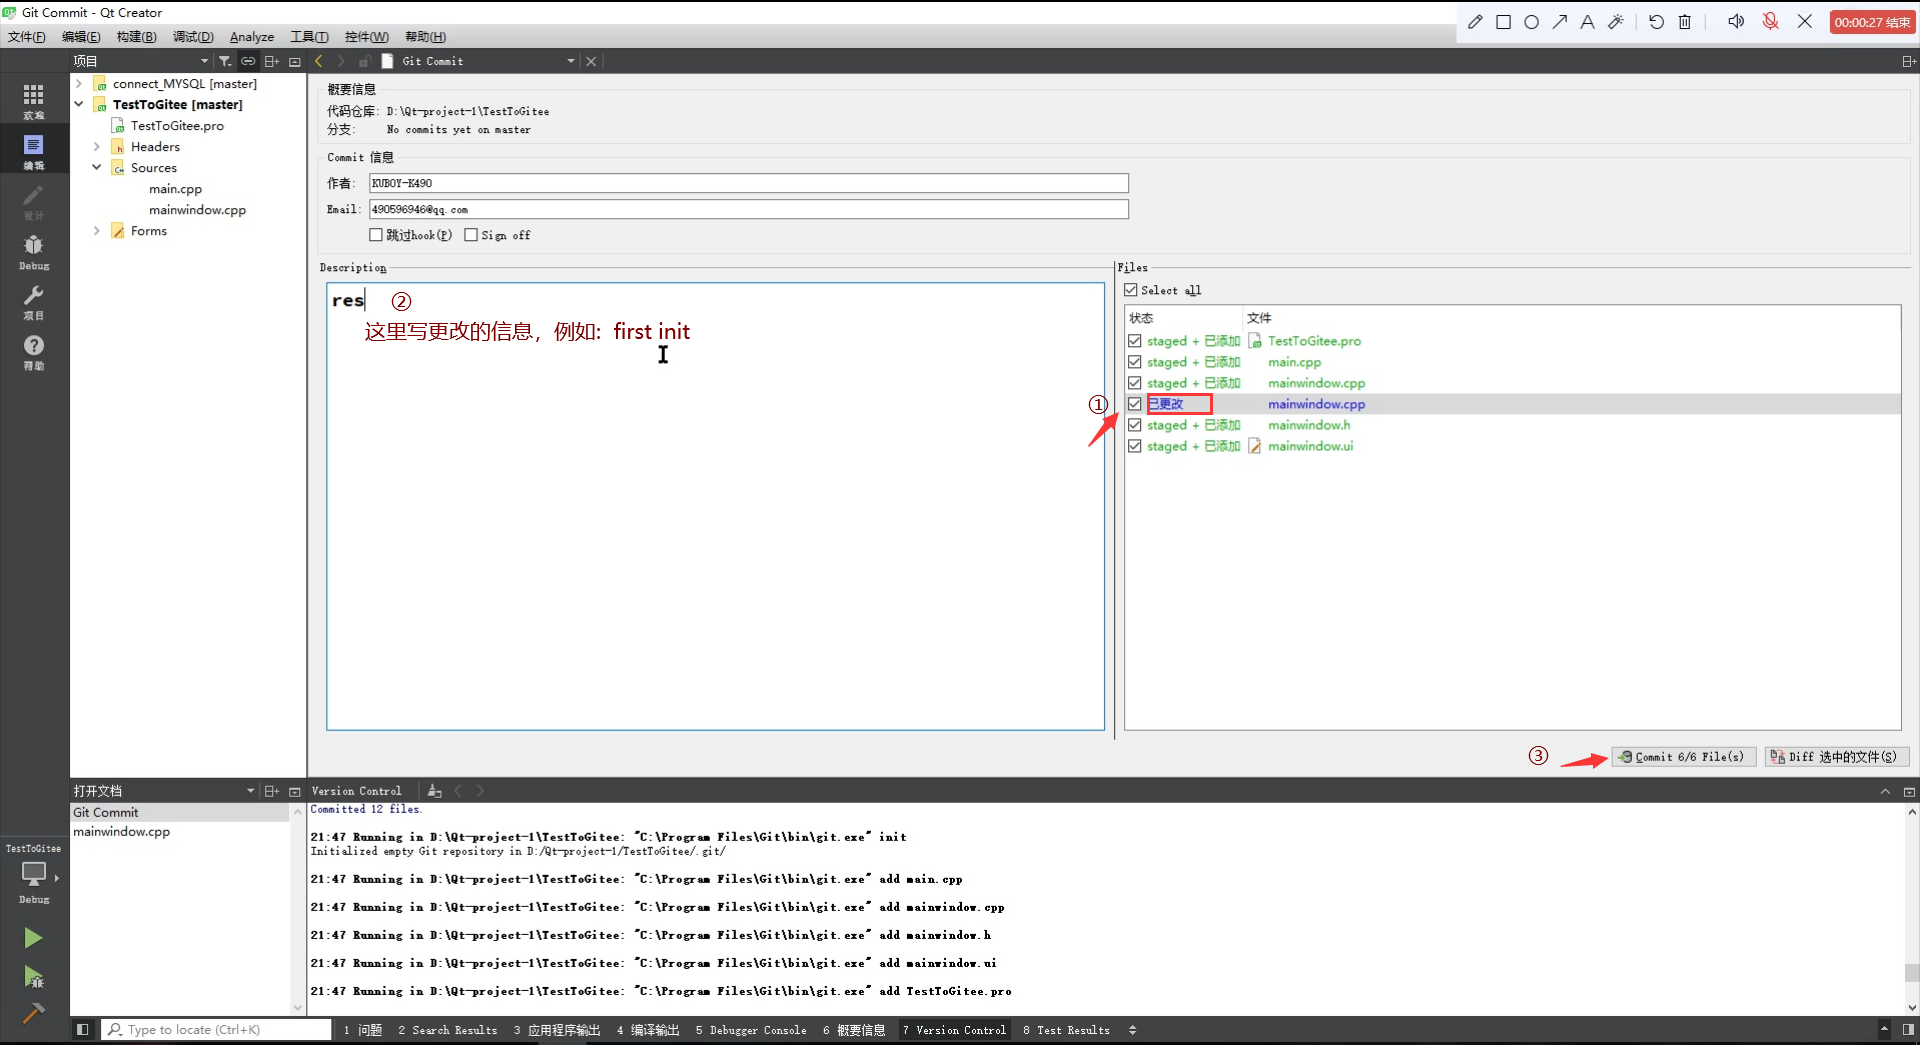 Git Commit - Qt Creator
文件(F) 编辑(E) 构建(B) 调试(D) Analyze 工具(T) 控件(W) 帮助(H)
00:00:27 结束
项目
Git Commit
欢迎
编辑
设计
Debug
项目
帮助
connect_MYSQL [master]
TestToGitee [master]
TestToGitee.pro
Headers
Sources
main.cpp
mainwindow.cpp
Forms
概要信息
代码仓库: D:\Qt-project-1\TestToGitee
分支: No commits yet on master
Commit 信息
作者: KUBOY-K490
Email: 490596946@qq.com
跳过hook(P) Sign off
Description
res ②
这里写更改的信息，例如：first init
Files
Select all
状态 文件
staged + 已添加 TestToGitee.pro
staged + 已添加 main.cpp
staged + 已添加 mainwindow.cpp
① 已更改 mainwindow.cpp
staged + 已添加 mainwindow.h
staged + 已添加 mainwindow.ui
③ Commit 6/6 File(s) Diff 选中的文件(S)
打开文档
Git Commit
mainwindow.cpp
TestToGitee
Debug
Version Control
Committed 12 files.
21:47 Running in D:\Qt-project-1\TestToGitee: "C:\Program Files\Git\bin\git.exe" init
Initialized empty Git repository in D:/Qt-project-1/TestToGitee/.git/
21:47 Running in D:\Qt-project-1\TestToGitee: "C:\Program Files\Git\bin\git.exe" add main.cpp
21:47 Running in D:\Qt-project-1\TestToGitee: "C:\Program Files\Git\bin\git.exe" add mainwindow.cpp
21:47 Running in D:\Qt-project-1\TestToGitee: "C:\Program Files\Git\bin\git.exe" add mainwindow.h
21:47 Running in D:\Qt-project-1\TestToGitee: "C:\Program Files\Git\bin\git.exe" add mainwindow.ui
21:47 Running in D:\Qt-project-1\TestToGitee: "C:\Program Files\Git\bin\git.exe" add TestToGitee.pro
Type to locate (Ctrl+K)
1 问题 2 Search Results 3 应用程序输出 4 编译输出 5 Debugger Console 6 概要信息 7 Version Control 8 Test Results